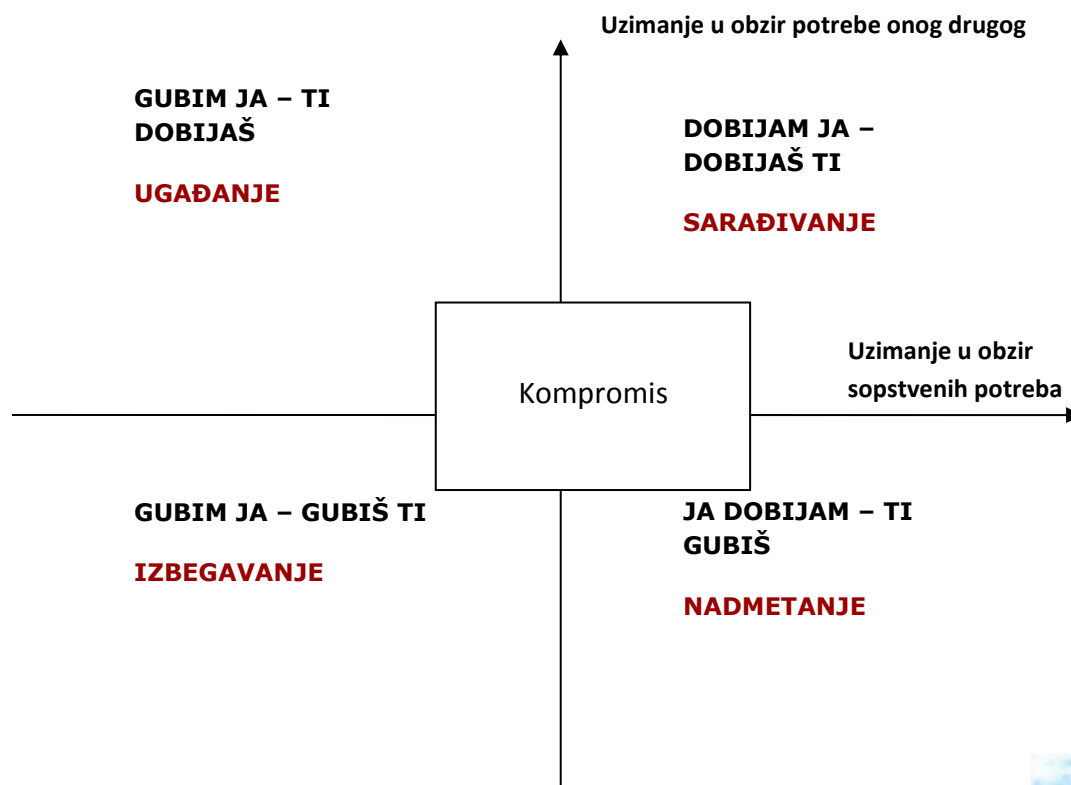 Uzimanje u obzir potrebe onog drugog
GUBIM JA – TI
DOBIJAŠ
UGAĐANJE
DOBIJAM JA –
DOBIJAŠ TI
SARAĐIVANJE
Uzimanje u obzir
sopstvenih potreba
Kompromis
GUBIM JA – GUBIŠ TI
IZBEGAVANJE
JA DOBIJAM – TI
GUBIŠ
NADMETANJE